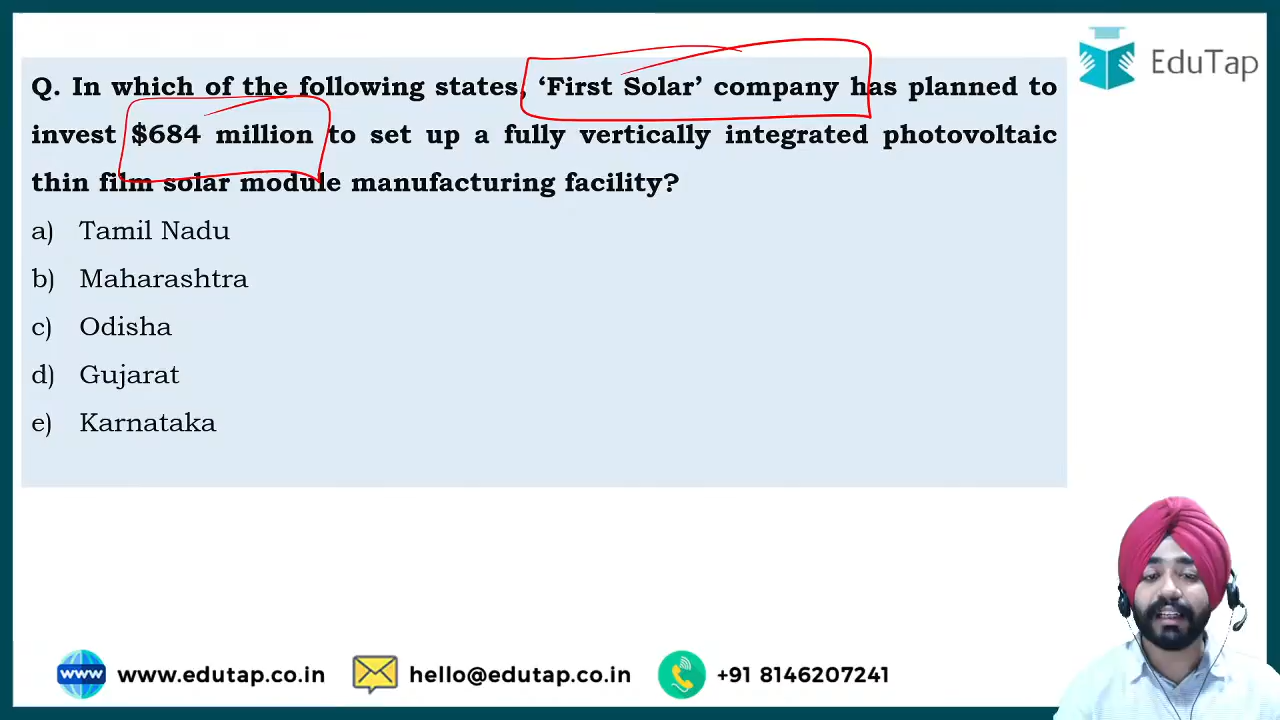 EduTap
Q. In which of the following states, ‘First Solar’ company has planned to
invest $684 million to set up a fully vertically integrated photovoltaic
thin film solar module manufacturing facility?
a) Tamil Nadu
b) Maharashtra
c) Odisha
d) Gujarat
e) Karnataka
www www.edutap.co.in hello@edutap.co.in +91 8146207241